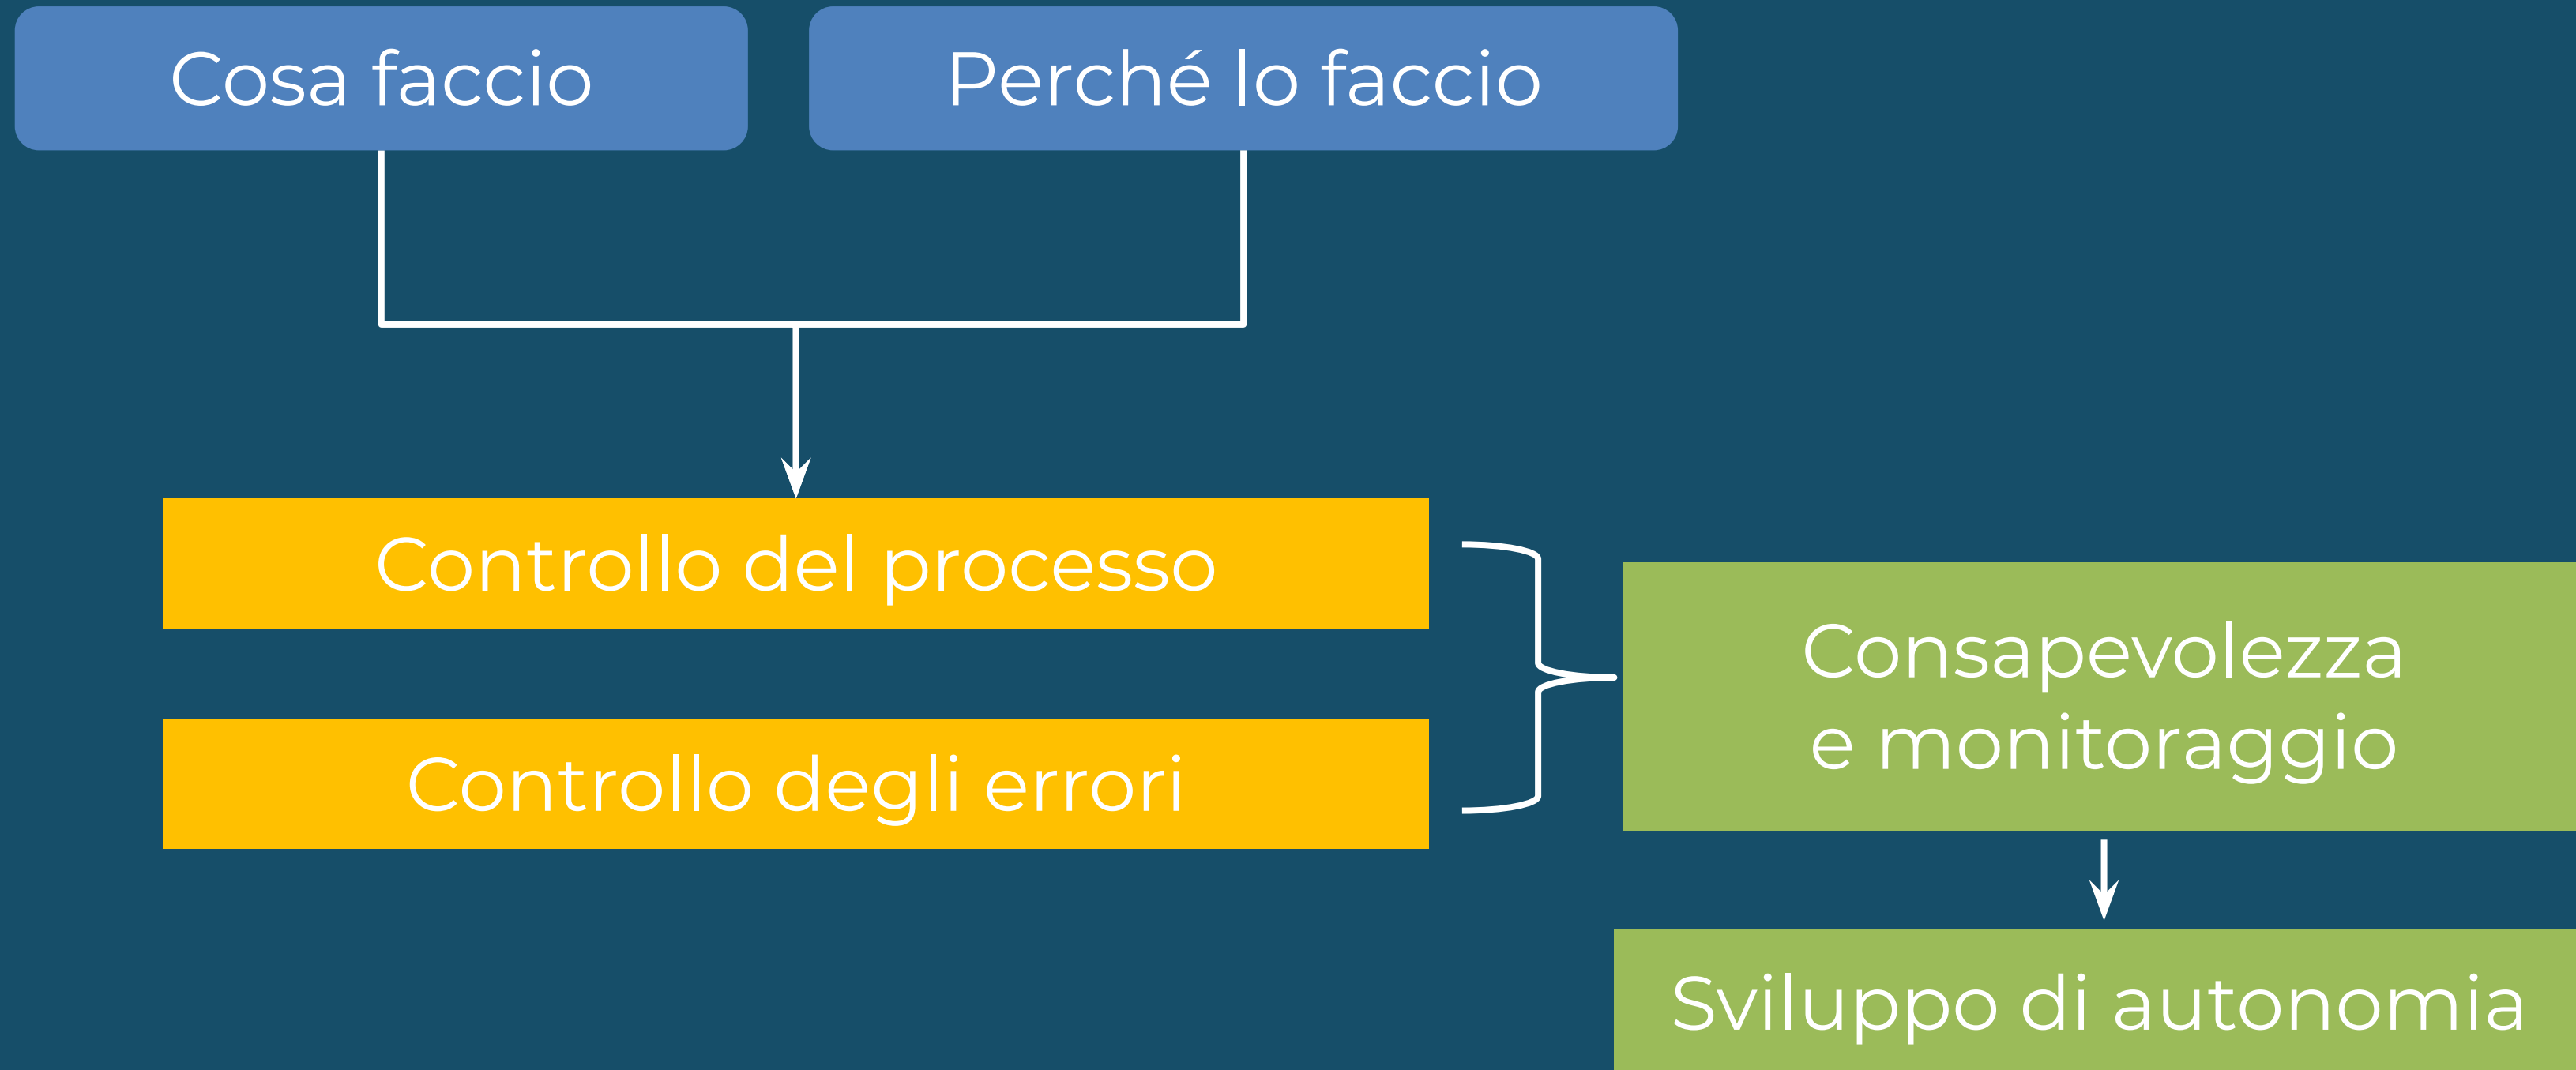 Cosa faccio
Perché lo faccio
Controllo del processo
Controllo degli errori
Consapevolezza
e monitoraggio
Sviluppo di autonomia